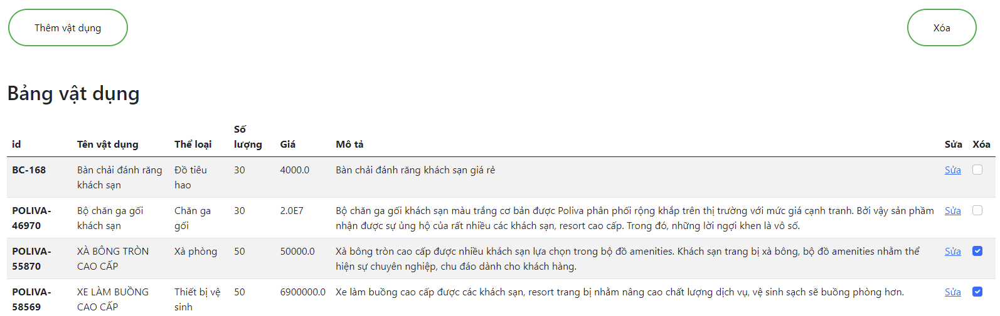 Thêm vật dụng
Xóa
Bảng vật dụng
id Tên vật dụng Thể loại Số lượng Giá Mô tả Sửa Xóa
BC-168 Bàn chải đánh răng khách sạn Đồ tiêu hao 30 4000.0 Bàn chải đánh răng khách sạn giá rẻ Sửa
POLIVA-46970 Bộ chăn ga gối khách sạn Chăn ga gối 30 2.0E7 Bộ chăn ga gối khách sạn màu trắng cơ bản được Poliva phân phối rộng khắp trên thị trường với mức giá cạnh tranh. Bởi vậy sản phầm nhận được sự ủng hộ của rất nhiều các khách sạn, resort cao cấp. Trong đó, những lời ngợi khen là vô số. Sửa
POLIVA-55870 XÀ BÔNG TRÒN CAO CẤP Xà phòng 50 50000.0 Xà bông tròn cao cấp được nhiều khách sạn lựa chọn trong bộ đồ amenities. Khách sạn trang bị xà bông, bộ đồ amenities nhằm thể hiện sự chuyên nghiệp, chu đáo dành cho khách hàng. Sửa
POLIVA-58569 XE LÀM BUỒNG CAO CẤP Thiết bị vệ sinh 50 6900000.0 Xe làm buồng cao cấp được các khách sạn, resort trang bị nhằm nâng cao chất lượng dịch vụ, vệ sinh sạch sẽ buồng phòng hơn. Sửa